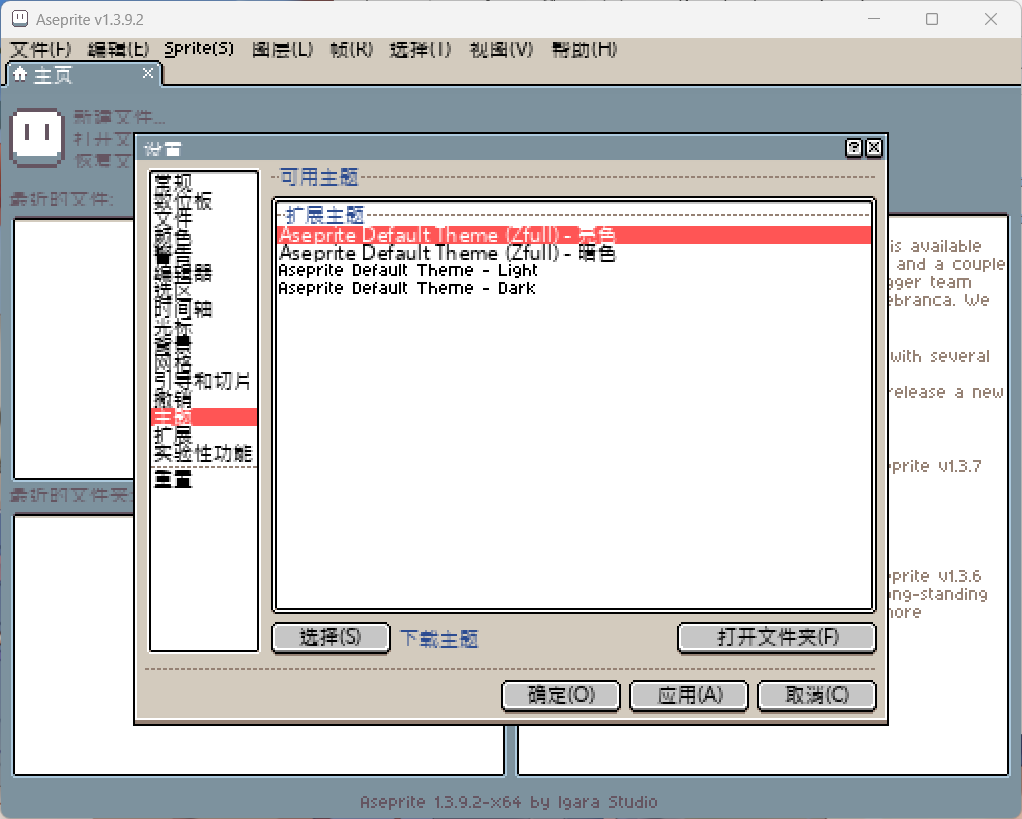 Aseprite v1.3.9.2
文件(F) 编辑(E) Sprite(S) 图层(L) 帧(R) 选择(T) 视图(V) 帮助(H)
主页
新建文件...
打开文
恢复文
最近的文件:
设置
常规
数位板
文件
颜色
编辑器
选区
时间轴
光标
背景
网格
引导和切片
撤销
主题
扩展
实验性功能
重置
可用主题
扩展主题
Aseprite Default Theme (Zfull) - 亮色
Aseprite Default Theme (Zfull) - 暗色
Aseprite Default Theme - Light
Aseprite Default Theme - Dark
选择(S) 下载主题 打开文件夹(F)
确定(O) 应用(A) 取消(C)
最近的文件夹
is available
and a couple
gger team
ebranca. We
with several
release a new
prite v1.3.7
prite v1.3.6
ong-standing
more
Aseprite 1.3.9.2-x64 by Igara Studio